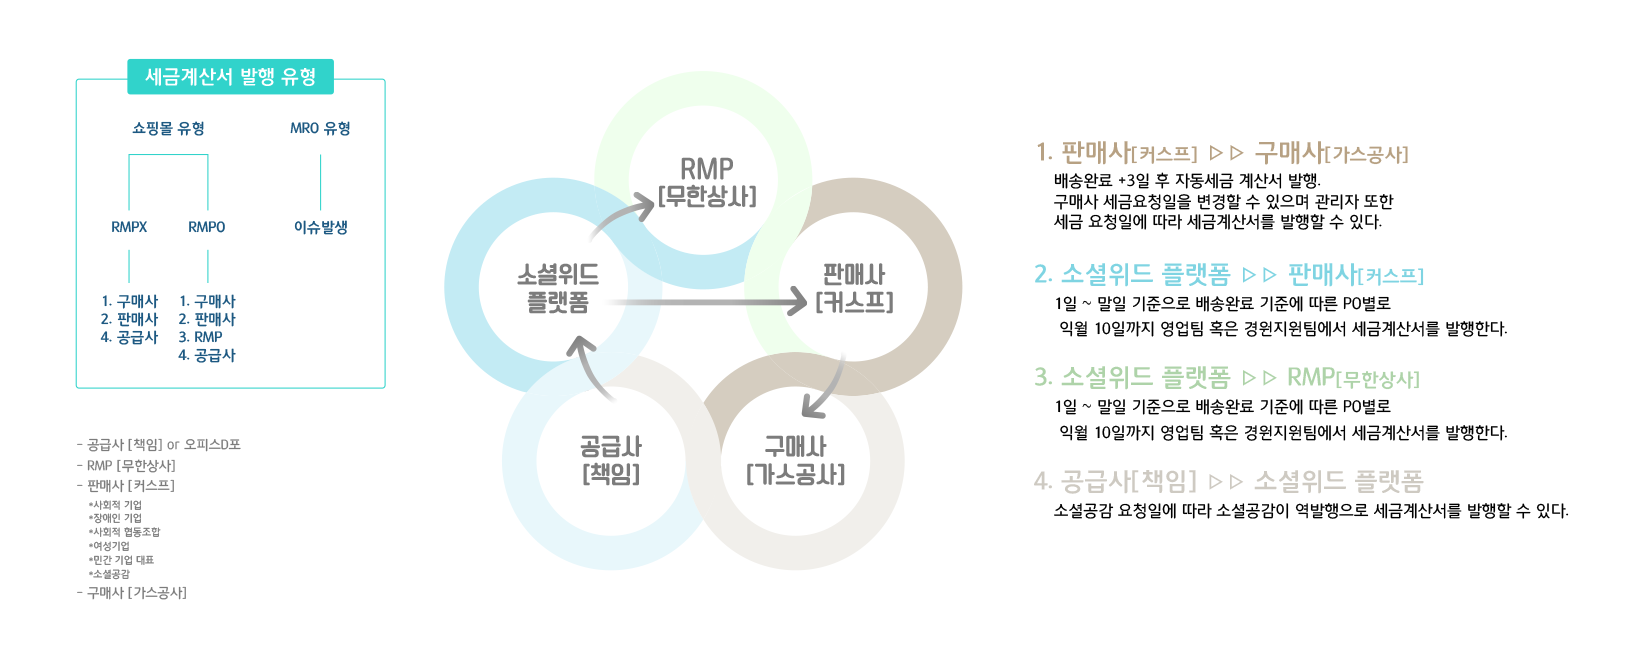 세금계산서 발행 유형
쇼핑몰 유형
MRO 유형
RMPX
RMPO
이슈발생
1. 구매사
2. 판매사
4. 공급사
1. 구매사
2. 판매사
3. RMP
4. 공급사
- 공급사 [책임] or 오피스D포
- RMP [무한상사]
- 판매사 [커스프]
*사회적 기업
*장애인 기업
*사회적 협동조합
*여성기업
*민간 기업 대표
*소셜공감
- 구매사 [가스공사]
RMP
[무한상사]
소셜위드
플랫폼
판매사
[커스프]
공급사
[책임]
구매사
[가스공사]
1. 판매사[커스프] ▷▷ 구매사[가스공사]
배송완료 +3일 후 자동세금 계산서 발행.
구매사 세금요청일을 변경할 수 있으며 관리자 또한
세금 요청일에 따라 세금계산서를 발행할 수 있다.
2. 소셜위드 플랫폼 ▷▷ 판매사[커스프]
1일 ~ 말일 기준으로 배송완료 기준에 따른 PO별로
익월 10일까지 영업팀 혹은 경원지원팀에서 세금계산서를 발행한다.
3. 소셜위드 플랫폼 ▷▷ RMP[무한상사]
1일 ~ 말일 기준으로 배송완료 기준에 따른 PO별로
익월 10일까지 영업팀 혹은 경원지원팀에서 세금계산서를 발행한다.
4. 공급사[책임] ▷▷ 소셜위드 플랫폼
소셜공감 요청일에 따라 소셜공감이 역발행으로 세금계산서를 발행할 수 있다.